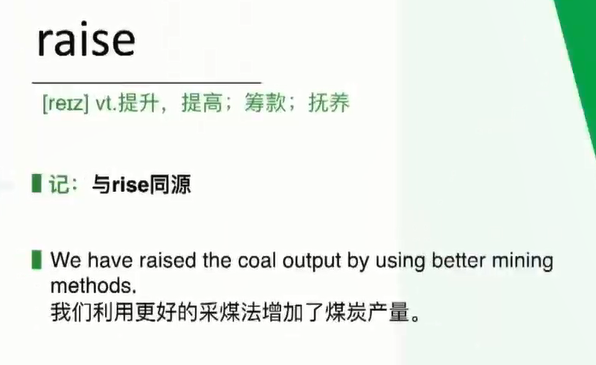 raise
[reɪz] vt.提升，提高；筹款；抚养
记：与rise同源
We have raised the coal output by using better mining
methods.
我们利用更好的采煤法增加了煤炭产量。